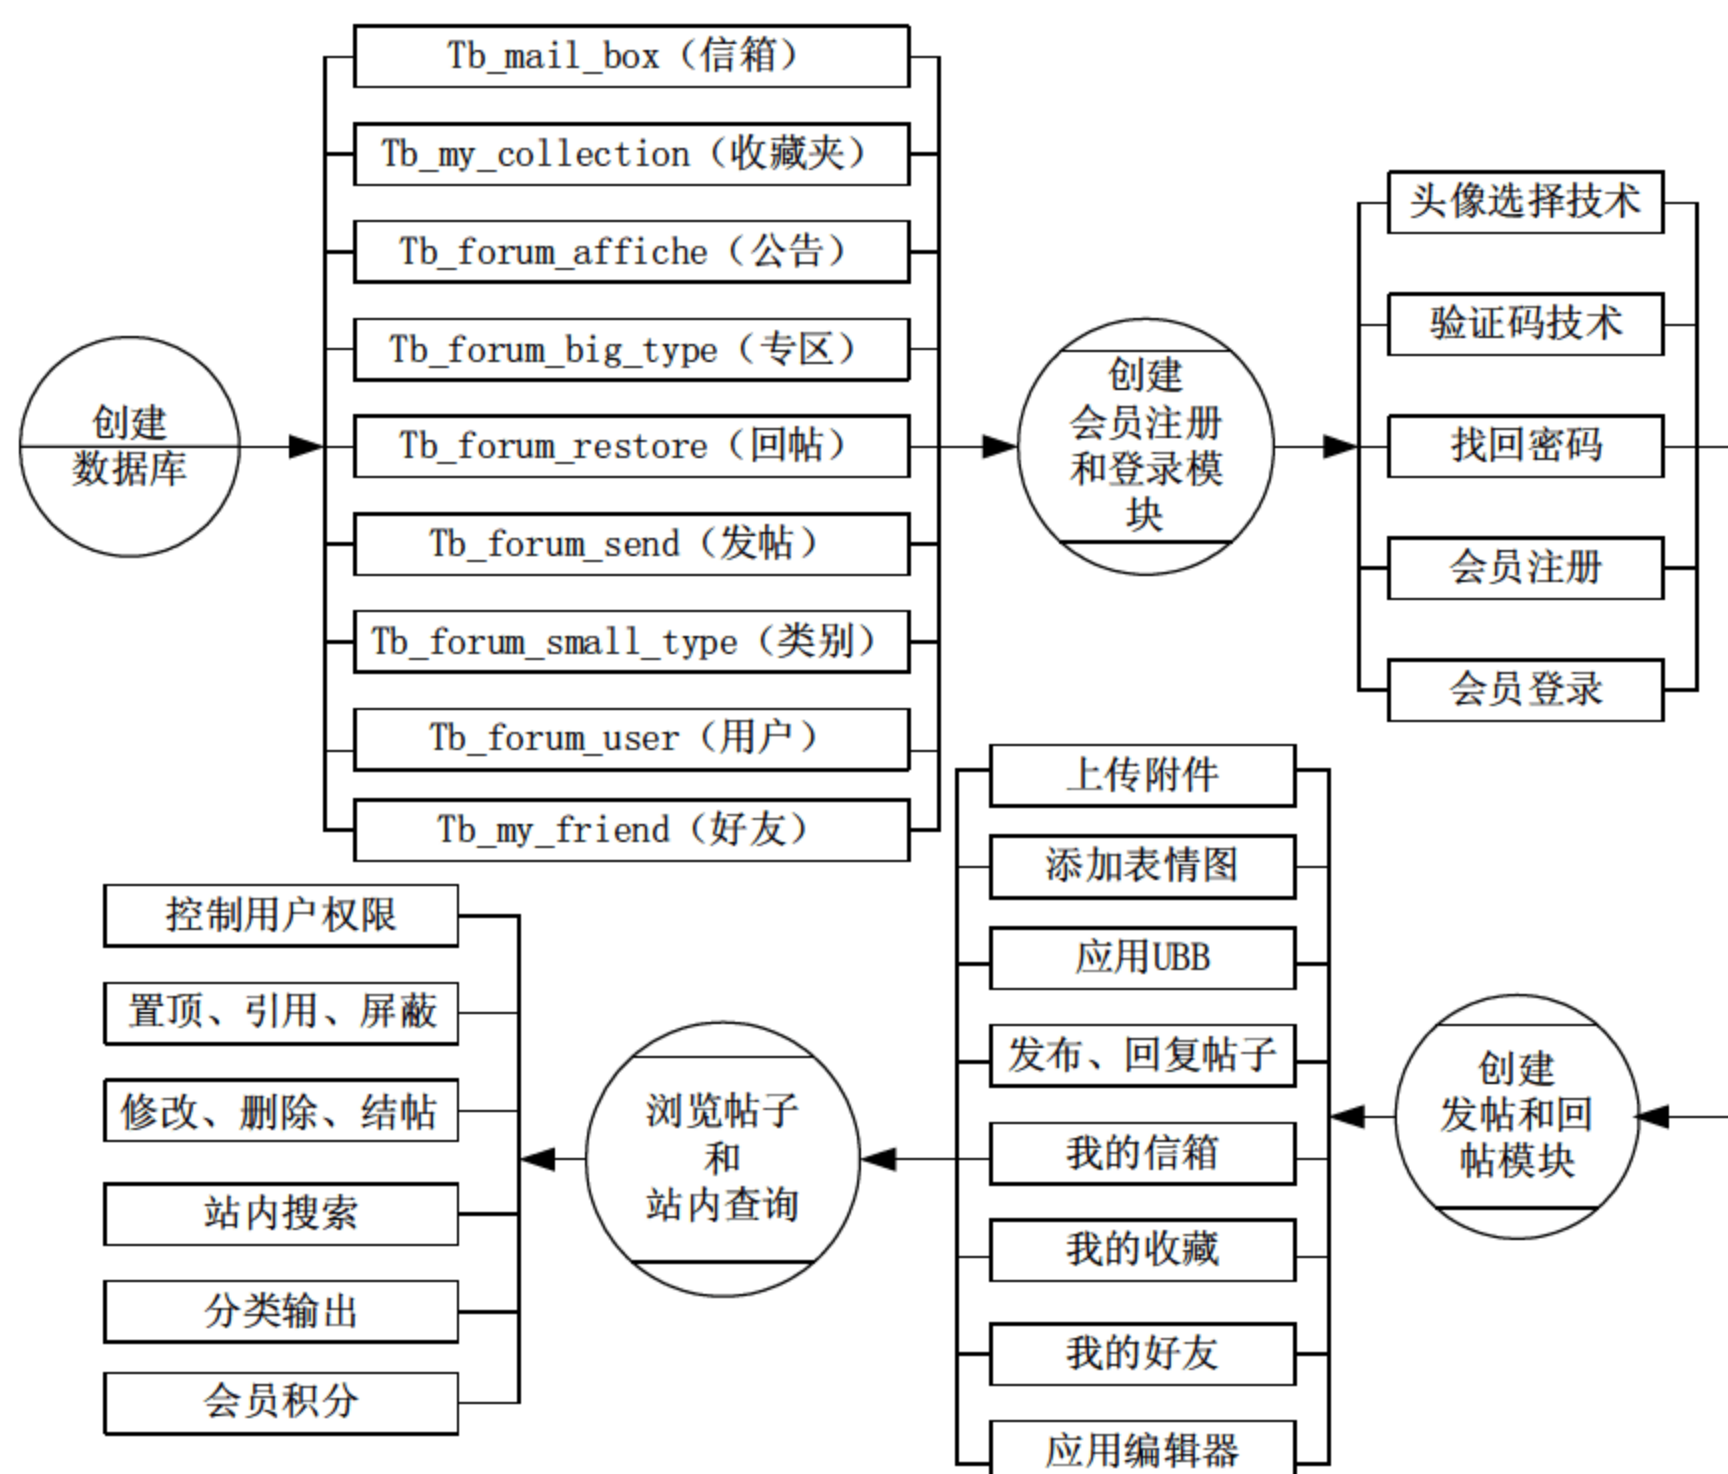 创建
数据库
Tb_mail_box（信箱）
Tb_my_collection（收藏夹）
Tb_forum_affiche（公告）
Tb_forum_big_type（专区）
Tb_forum_restore（回帖）
Tb_forum_send（发帖）
Tb_forum_small_type（类别）
Tb_forum_user（用户）
Tb_my_friend（好友）
创建
会员注册
和登录模
块
头像选择技术
验证码技术
找回密码
会员注册
会员登录
创建
发帖和回
帖模块
上传附件
添加表情图
应用UBB
发布、回复帖子
我的信箱
我的收藏
我的好友
应用编辑器
浏览帖子
和
站内查询
控制用户权限
置顶、引用、屏蔽
修改、删除、结帖
站内搜索
分类输出
会员积分